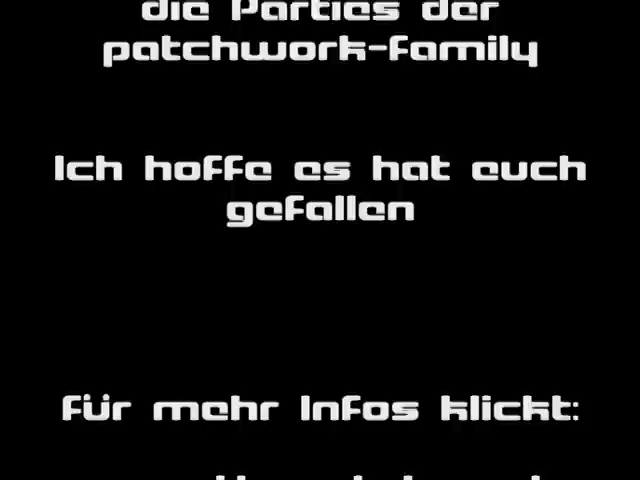 die Parties der
patchwork-family
Ich hoffe es hat euch
gefallen
für mehr Infos klickt: